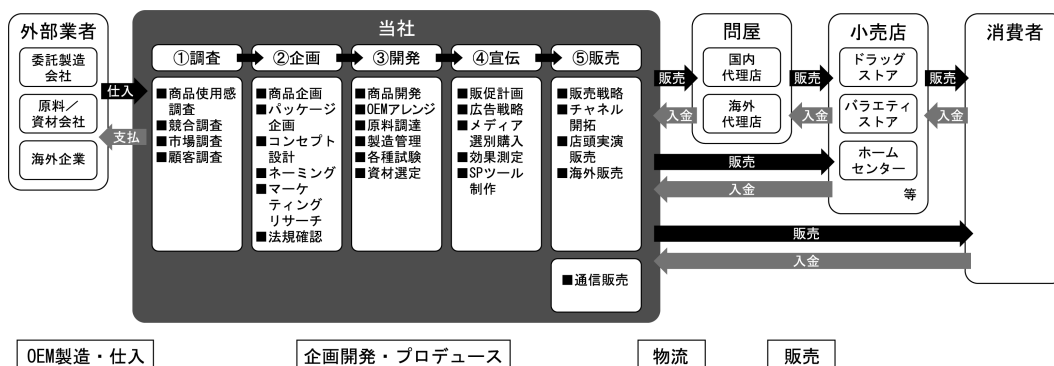 外部業者
委託製造
会社
原料／
資材会社
海外企業
仕入
支払
当社
①調査
■商品使用感
調査
■競合調査
■市場調査
■顧客調査
②企画
■商品企画
■パッケージ
企画
■コンセプト
設計
■ネーミング
■マーケ
ティング
リサーチ
■法規確認
③開発
■商品開発
■OEMアレンジ
■原料調達
■製造管理
■各種試験
■資材選定
④宣伝
■販促計画
■広告戦略
■メディア
選別購入
■効果測定
■SPツール
制作
⑤販売
■販売戦略
■チャネル
開拓
■店頭実演
販売
■海外販売
■通信販売
販売
入金
問屋
国内
代理店
海外
代理店
販売
入金
小売店
ドラッグ
ストア
バラエティ
ストア
ホーム
センター
等
販売
入金
消費者
販売
入金
販売
入金
OEM製造・仕入
企画開発・プロデュース
物流
販売